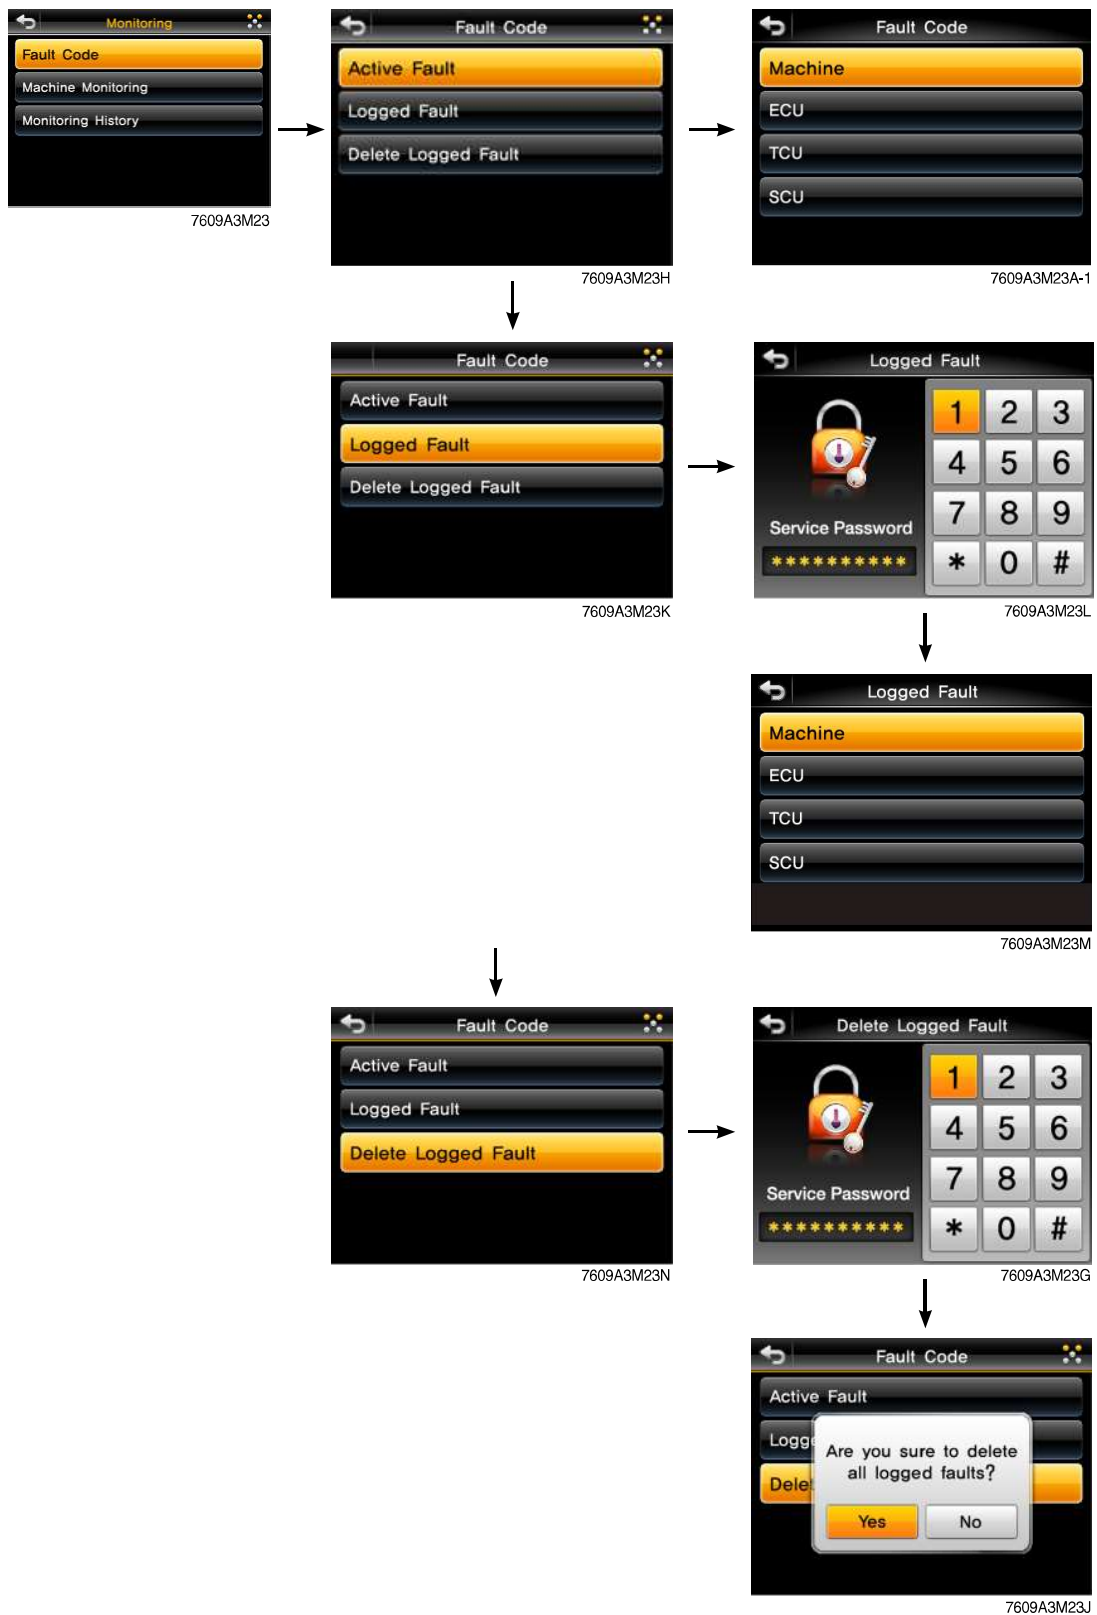 Monitoring
Fault Code
Machine Monitoring
Monitoring History
7609A3M23
Fault Code
Active Fault
Logged Fault
Delete Logged Fault
7609A3M23H
Fault Code
Machine
ECU
TCU
SCU
7609A3M23A-1
Fault Code
Active Fault
Logged Fault
Delete Logged Fault
7609A3M23K
Logged Fault
1 2 3
4 5 6
7 8 9
* 0 #
Service Password
**********
7609A3M23L
Logged Fault
Machine
ECU
TCU
SCU
7609A3M23M
Fault Code
Active Fault
Logged Fault
Delete Logged Fault
7609A3M23N
Delete Logged Fault
1 2 3
4 5 6
7 8 9
* 0 #
Service Password
**********
7609A3M23G
Fault Code
Active Fault
Logge
Delet
Are you sure to delete
all logged faults?
Yes No
7609A3M23J